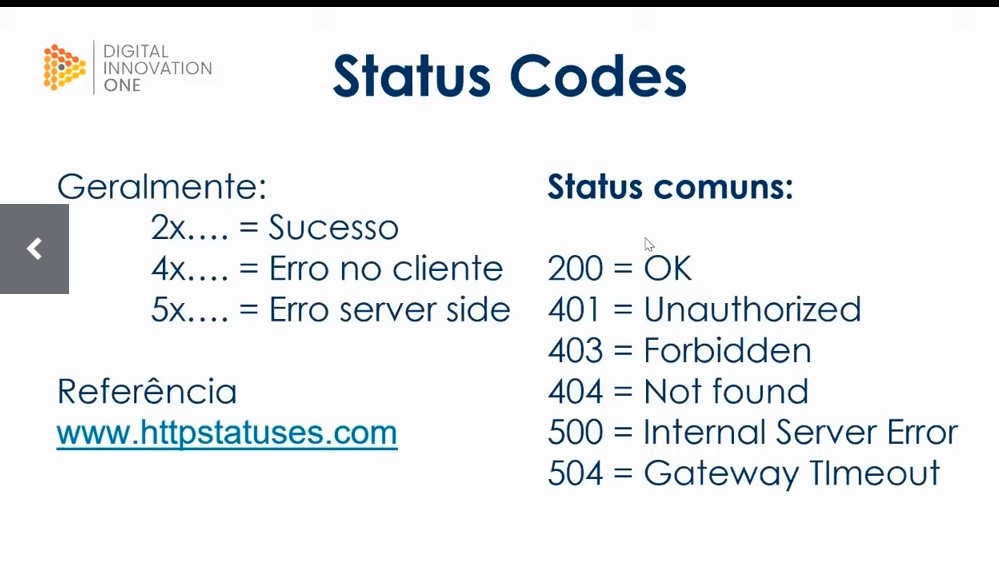 DIGITAL
INNOVATION
ONE
Status Codes
Geralmente:
2x.... = Sucesso
4x.... = Erro no cliente
5x.... = Erro server side
Referência
www.httpstatuses.com
Status comuns:
200 = OK
401 = Unauthorized
403 = Forbidden
404 = Not found
500 = Internal Server Error
504 = Gateway TImeout